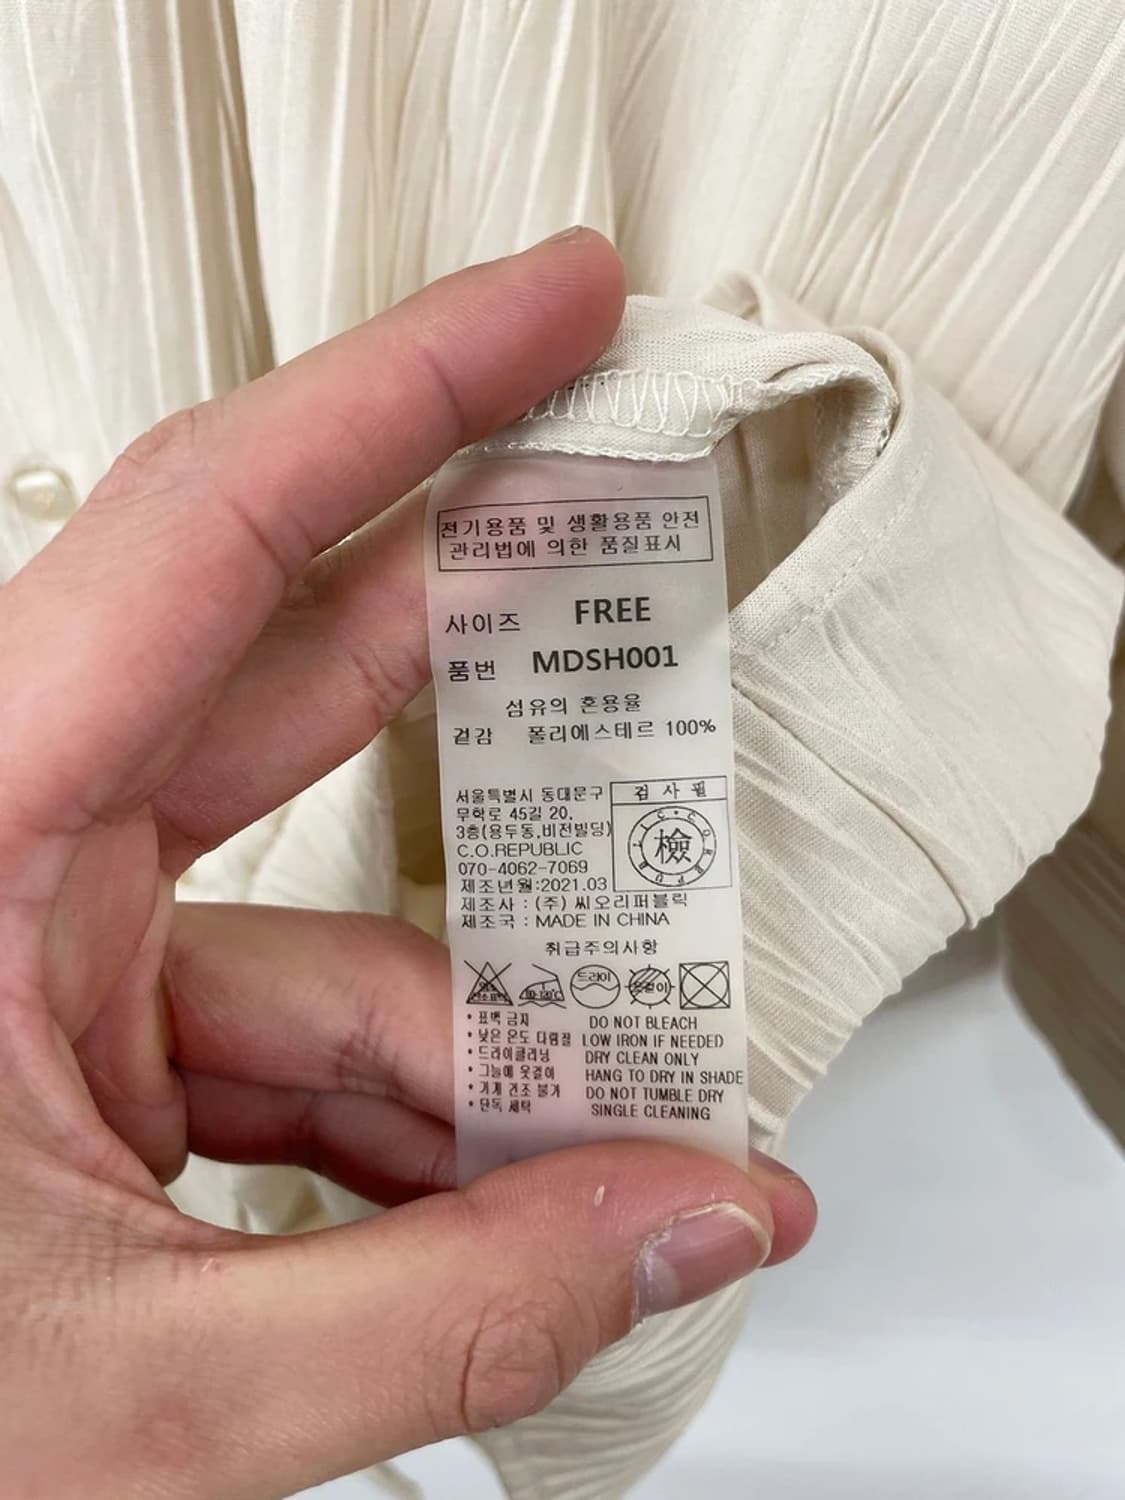 전기용품 및 생활용품 안전
관리법에 의한 품질표시
사이즈 FREE
품번 MDSH001
섬유의 혼용율
겉감 폴리에스테르 100%
서울특별시 동대문구
무학로 45길 20,
3층(용두동,비전빌딩)
C.O.REPUBLIC
070-4062-7069
제조년월:2021.03
제조사 : (주) 씨오리퍼블릭
제조국 : MADE IN CHINA
검사필
檢
취급주의사항
드라이
옷걸이
* 표백 금지 DO NOT BLEACH
* 낮은 온도 다림질 LOW IRON IF NEEDED
* 드라이클리닝 DRY CLEAN ONLY
* 그늘에 옷걸이 HANG TO DRY IN SHADE
* 기계 건조 불가 DO NOT TUMBLE DRY
* 단독 세탁 SINGLE CLEANING